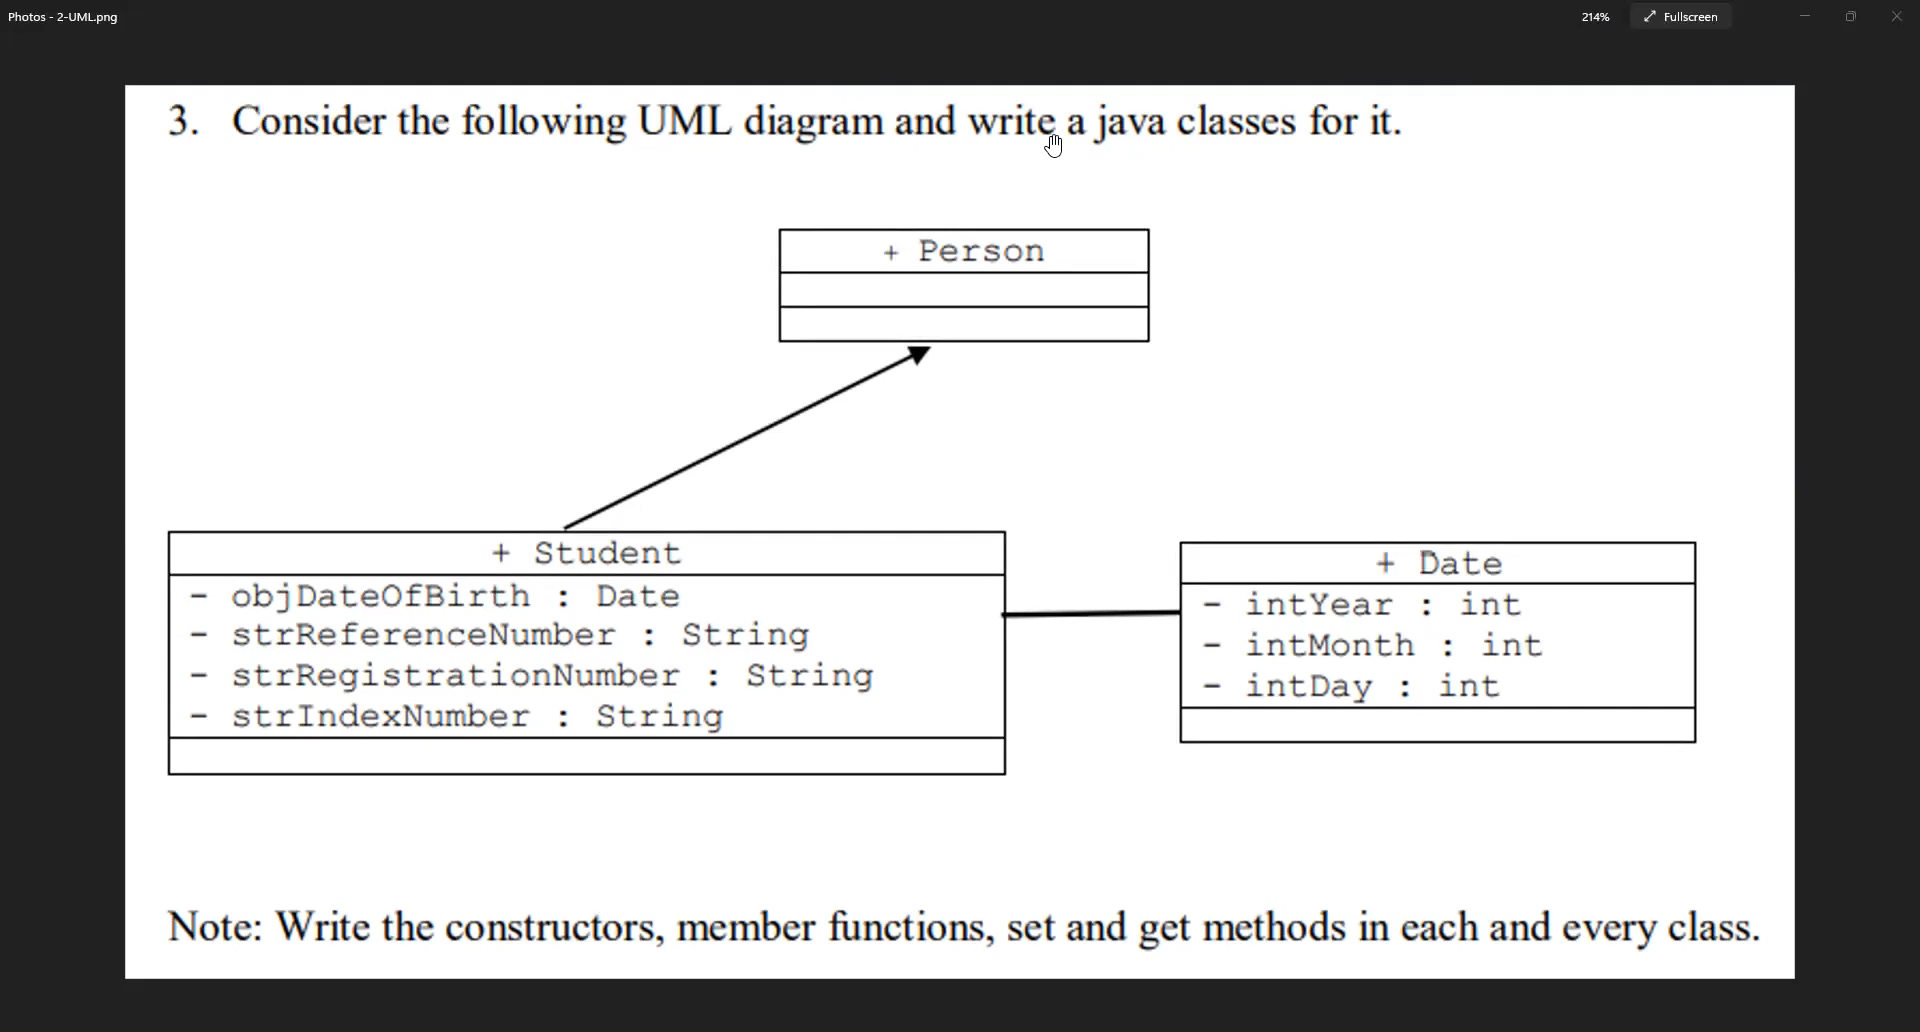 Photos - 2-UML.png
214%
Fullscreen
3. Consider the following UML diagram and write a java classes for it.
+ Person
+ Student
- objDateOfBirth : Date
- strReferenceNumber : String
- strRegistrationNumber : String
- strIndexNumber : String
+ Date
- intYear : int
- intMonth : int
- intDay : int
Note: Write the constructors, member functions, set and get methods in each and every class.